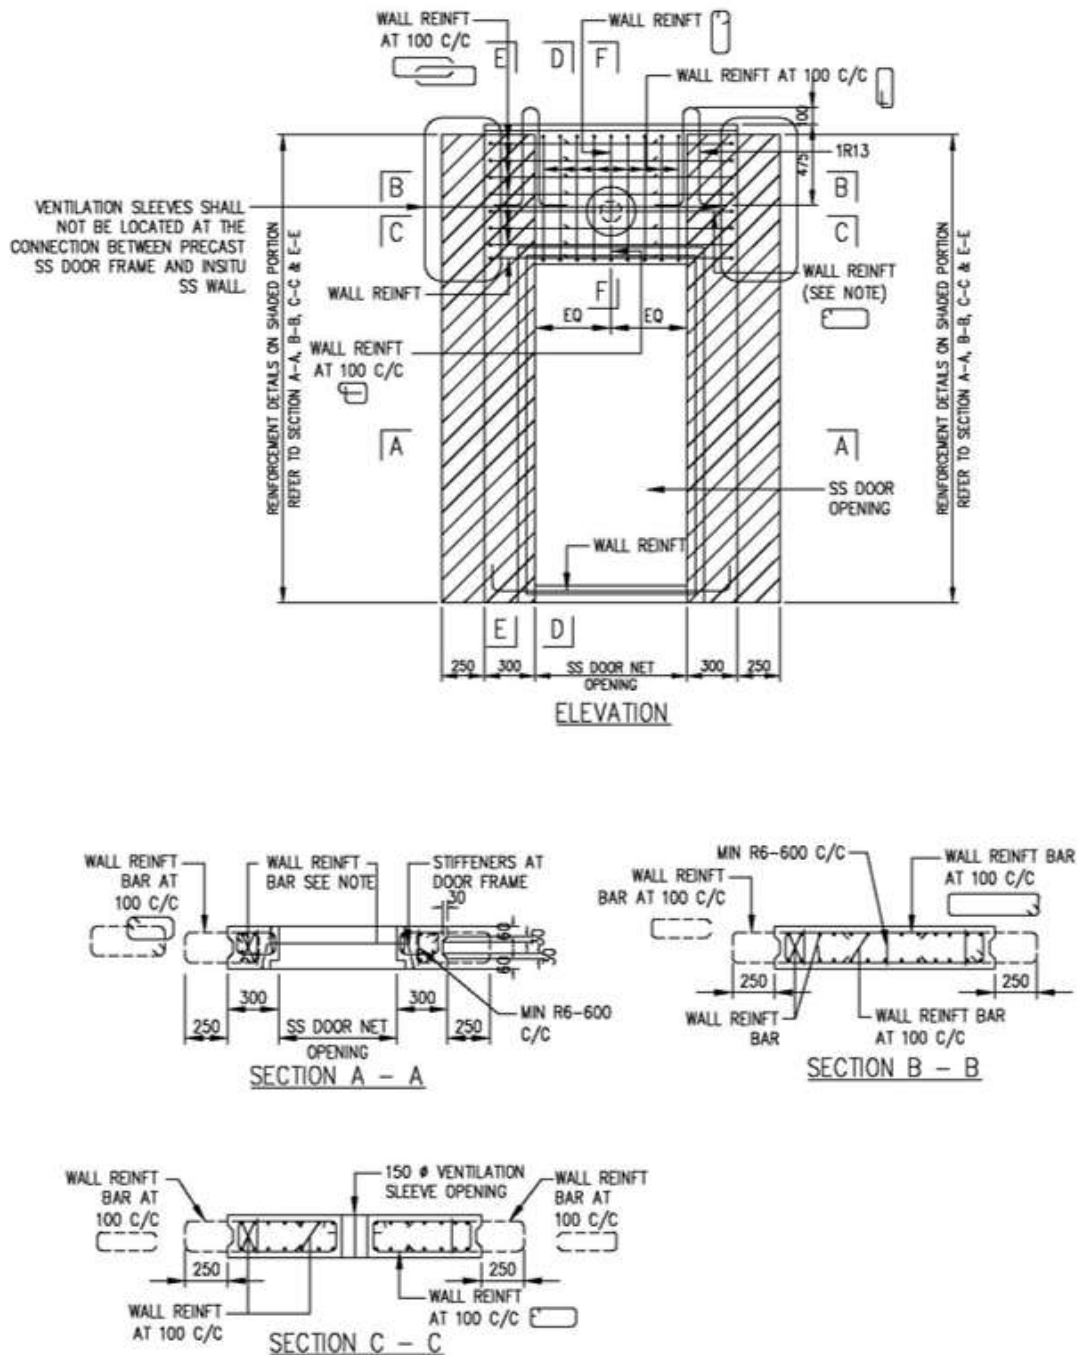 WALL REINFT
AT 100 C/C
WALL REINFT
WALL REINFT AT 100 C/C
E
D
F
100
475
1R13
B
B
C
C
VENTILATION SLEEVES SHALL
NOT BE LOCATED AT THE
CONNECTION BETWEEN PRECAST
SS DOOR FRAME AND INSITU
SS WALL.
REINFORCEMENT DETAILS ON SHADED PORTION
REFER TO SECTION A-A, B-B, C-C & E-E
WALL REINFT
F
WALL REINFT
(SEE NOTE)
EQ
EQ
WALL REINFT
AT 100 C/C
REINFORCEMENT DETAILS ON SHADED PORTION
REFER TO SECTION A-A, B-B, C-C & E-E
A
A
SS DOOR
OPENING
WALL REINFT
E
D
250
300
SS DOOR NET
OPENING
300
250
ELEVATION
WALL REINFT
BAR AT
100 C/C
WALL REINFT
BAR SEE NOTE
STIFFENERS AT
DOOR FRAME
30
60
30
30
60
250
300
SS DOOR NET
OPENING
300
250
MIN R6-600
C/C
SECTION A - A
MIN R6-600 C/C
WALL REINFT
BAR AT 100 C/C
WALL REINFT BAR
AT 100 C/C
250
250
WALL REINFT
BAR
WALL REINFT BAR
AT 100 C/C
SECTION B - B
WALL REINFT
BAR AT
100 C/C
150 ø VENTILATION
SLEEVE OPENING
WALL REINFT
BAR AT
100 C/C
250
250
WALL REINFT
AT 100 C/C
WALL REINFT
AT 100 C/C
SECTION C - C